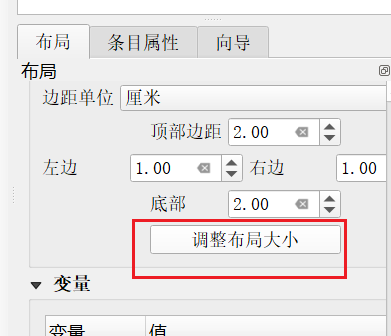 布局 条目属性 向导
布局
边距单位 厘米
顶部边距 2.00
左边 1.00 右边 1.00
底部 2.00
调整布局大小
变量
变量 值